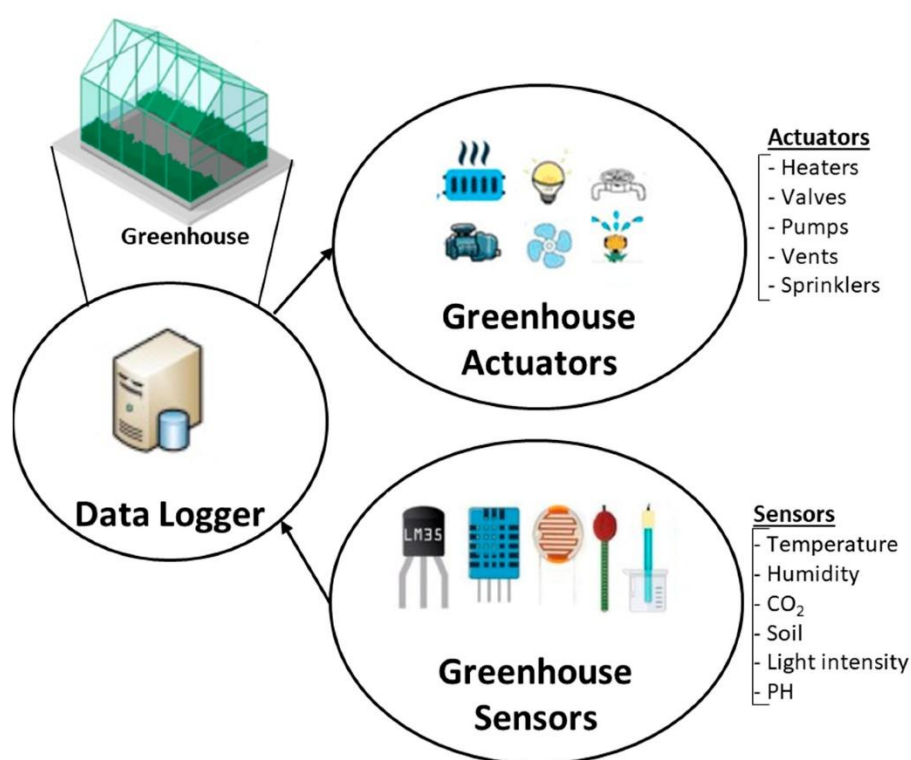 Greenhouse
Greenhouse
Actuators
Actuators
- Heaters
- Valves
- Pumps
- Vents
- Sprinklers
Data Logger
LM35
Greenhouse
Sensors
Sensors
- Temperature
- Humidity
- CO₂
- Soil
- Light intensity
- PH